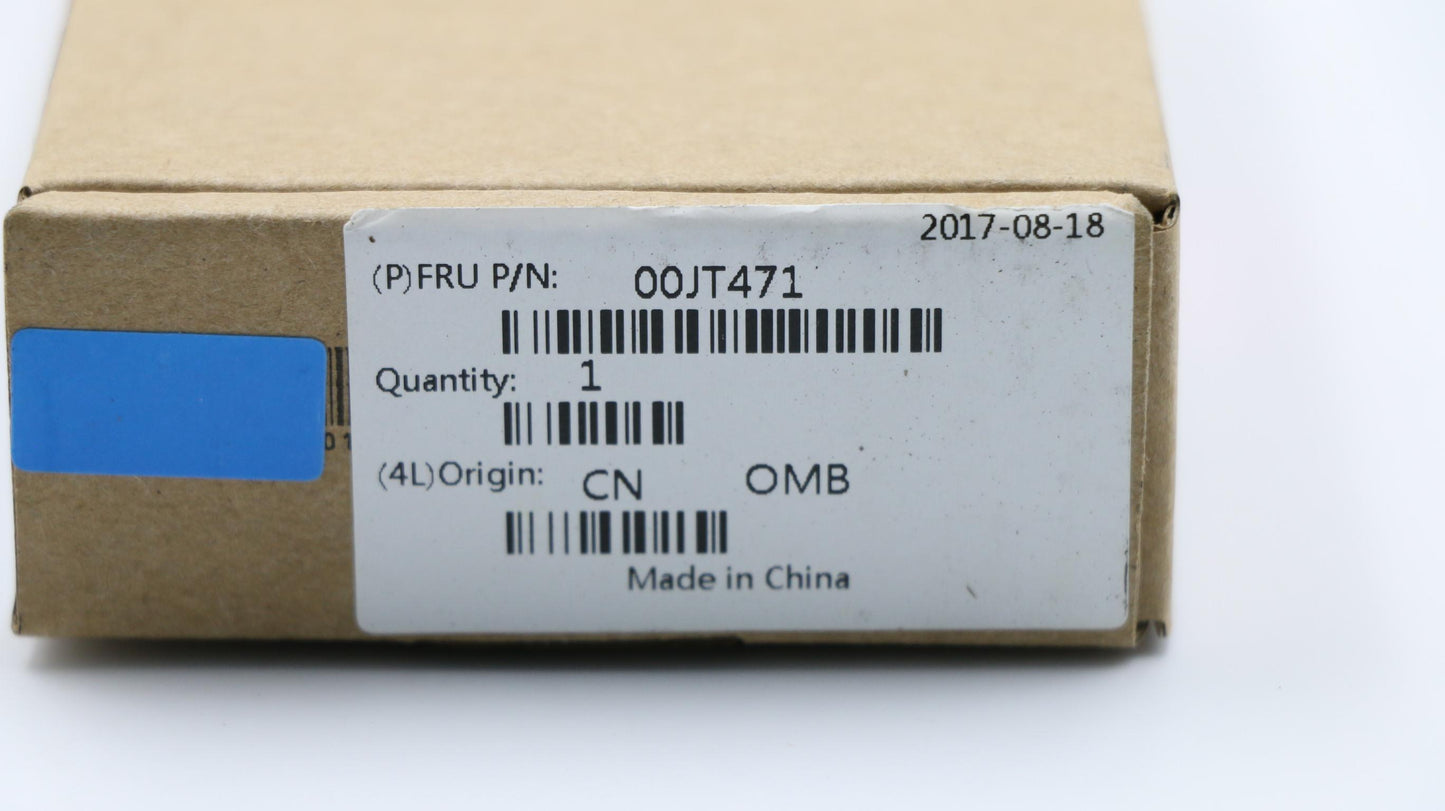 2017-08-18
(P)FRU P/N: 00JT471
Quantity: 1
(4L)Origin: CN OMB
Made in China